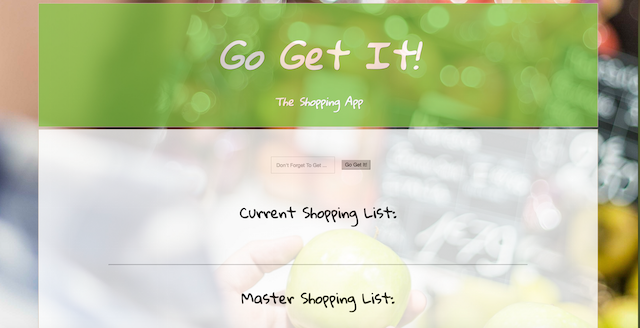 Go Get It!
The Shopping App
Don't Forget To Get ...
Go Get It!
Current Shopping List:
Master Shopping List: